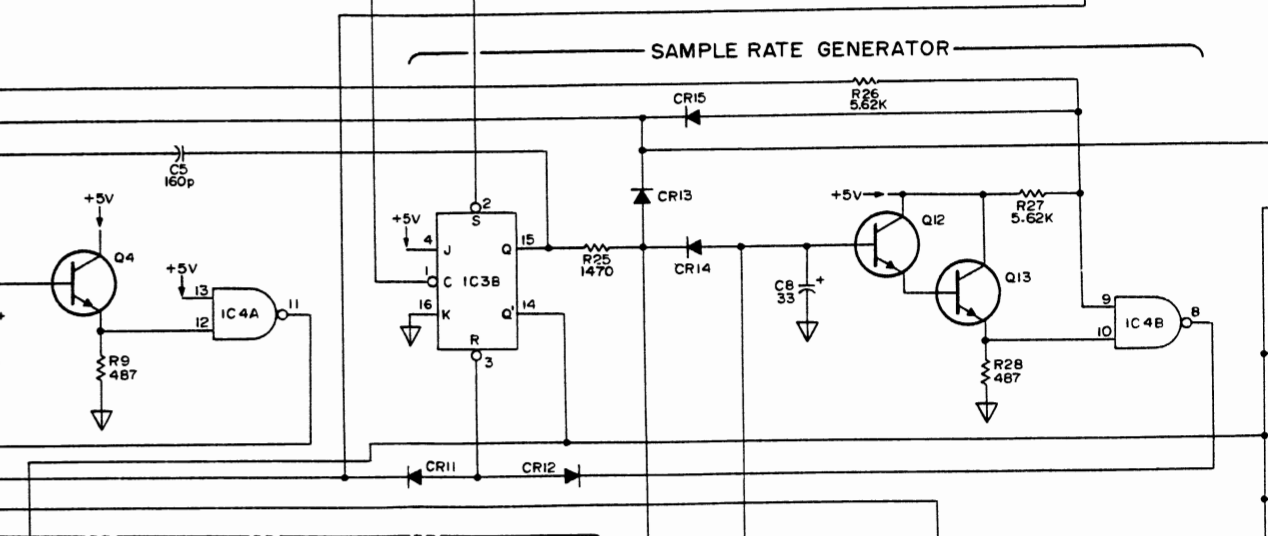 SAMPLE RATE GENERATOR
R26
5.62K
CR15
C5
160p
+5V
Q4
+5V
13
12
IC4A
11
R9
487
+5V
2
S
4
J
Q
15
1
C
IC3B
16
K
Q'
14
R
3
R25
1470
CR13
CR14
C8
33
+
+5V
Q12
R27
5.62K
Q13
9
10
IC4B
8
R28
487
CR11
CR12
+